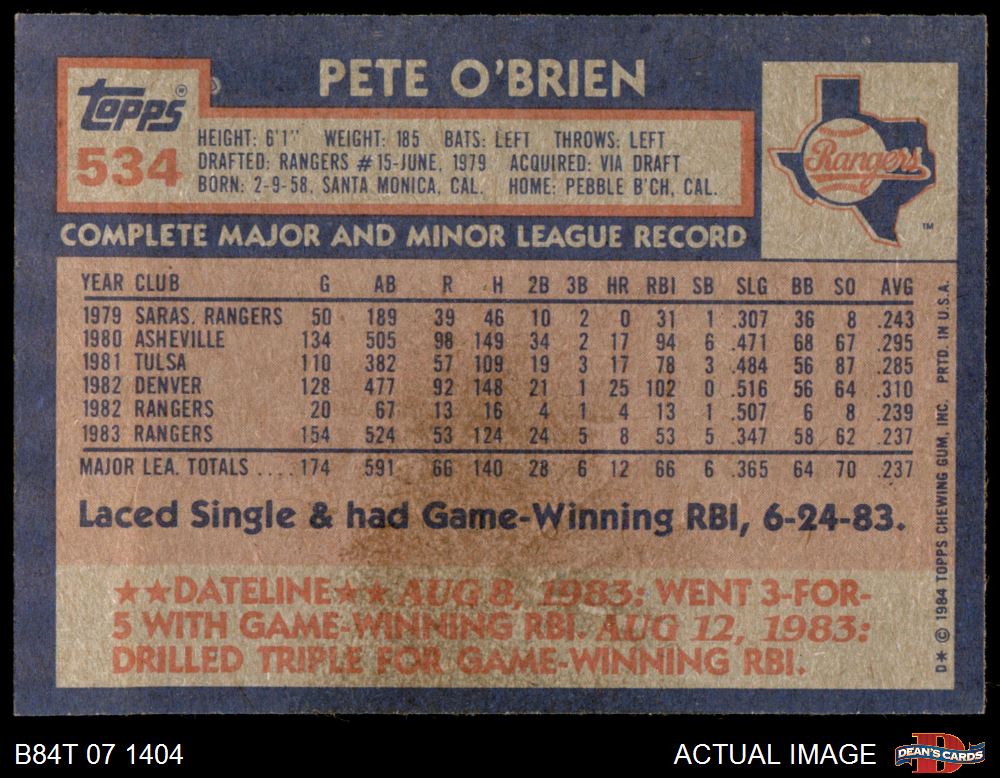 PETE O'BRIEN
Topps®
534
HEIGHT: 6'1" WEIGHT: 185 BATS: LEFT THROWS: LEFT
DRAFTED: RANGERS #15-JUNE, 1979 ACQUIRED: VIA DRAFT
BORN: 2-9-58, SANTA MONICA, CAL. HOME: PEBBLE B'CH, CAL.
Rangers
TM
COMPLETE MAJOR AND MINOR LEAGUE RECORD
YEAR CLUB G AB R H 2B 3B HR RBI SB SLG BB SO AVG
1979 SARAS. RANGERS 50 189 39 46 10 2 0 31 1 .307 36 8 .243
1980 ASHEVILLE 134 505 98 149 34 2 17 94 6 .471 68 67 .295
1981 TULSA 110 382 57 109 19 3 17 78 3 .484 56 87 .285
1982 DENVER 128 477 92 148 21 1 25 102 0 .516 56 64 .310
1982 RANGERS 20 67 13 16 4 1 4 13 1 .507 6 8 .239
1983 RANGERS 154 524 53 124 24 5 8 53 5 .347 58 62 .237
MAJOR LEA. TOTALS .... 174 591 66 140 28 6 12 66 6 .365 64 70 .237
Laced Single & had Game-Winning RBI, 6-24-83.
★★DATELINE★★ AUG 8, 1983: WENT 3-FOR-
5 WITH GAME-WINNING RBI. AUG 12, 1983:
DRILLED TRIPLE FOR GAME-WINNING RBI.
D* © 1984 TOPPS CHEWING GUM, INC. PRTD. IN U.S.A.
B84T 07 1404
ACTUAL IMAGE
DEAN'S CARDS